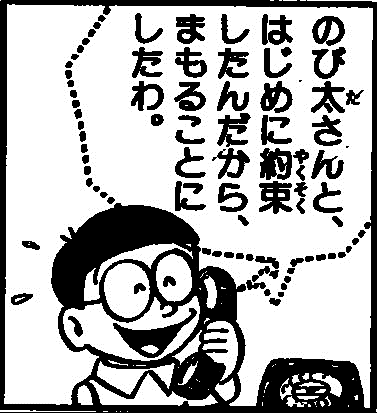 のび太さんと、
はじめに約束
したんだから、
まもることに
したわ。